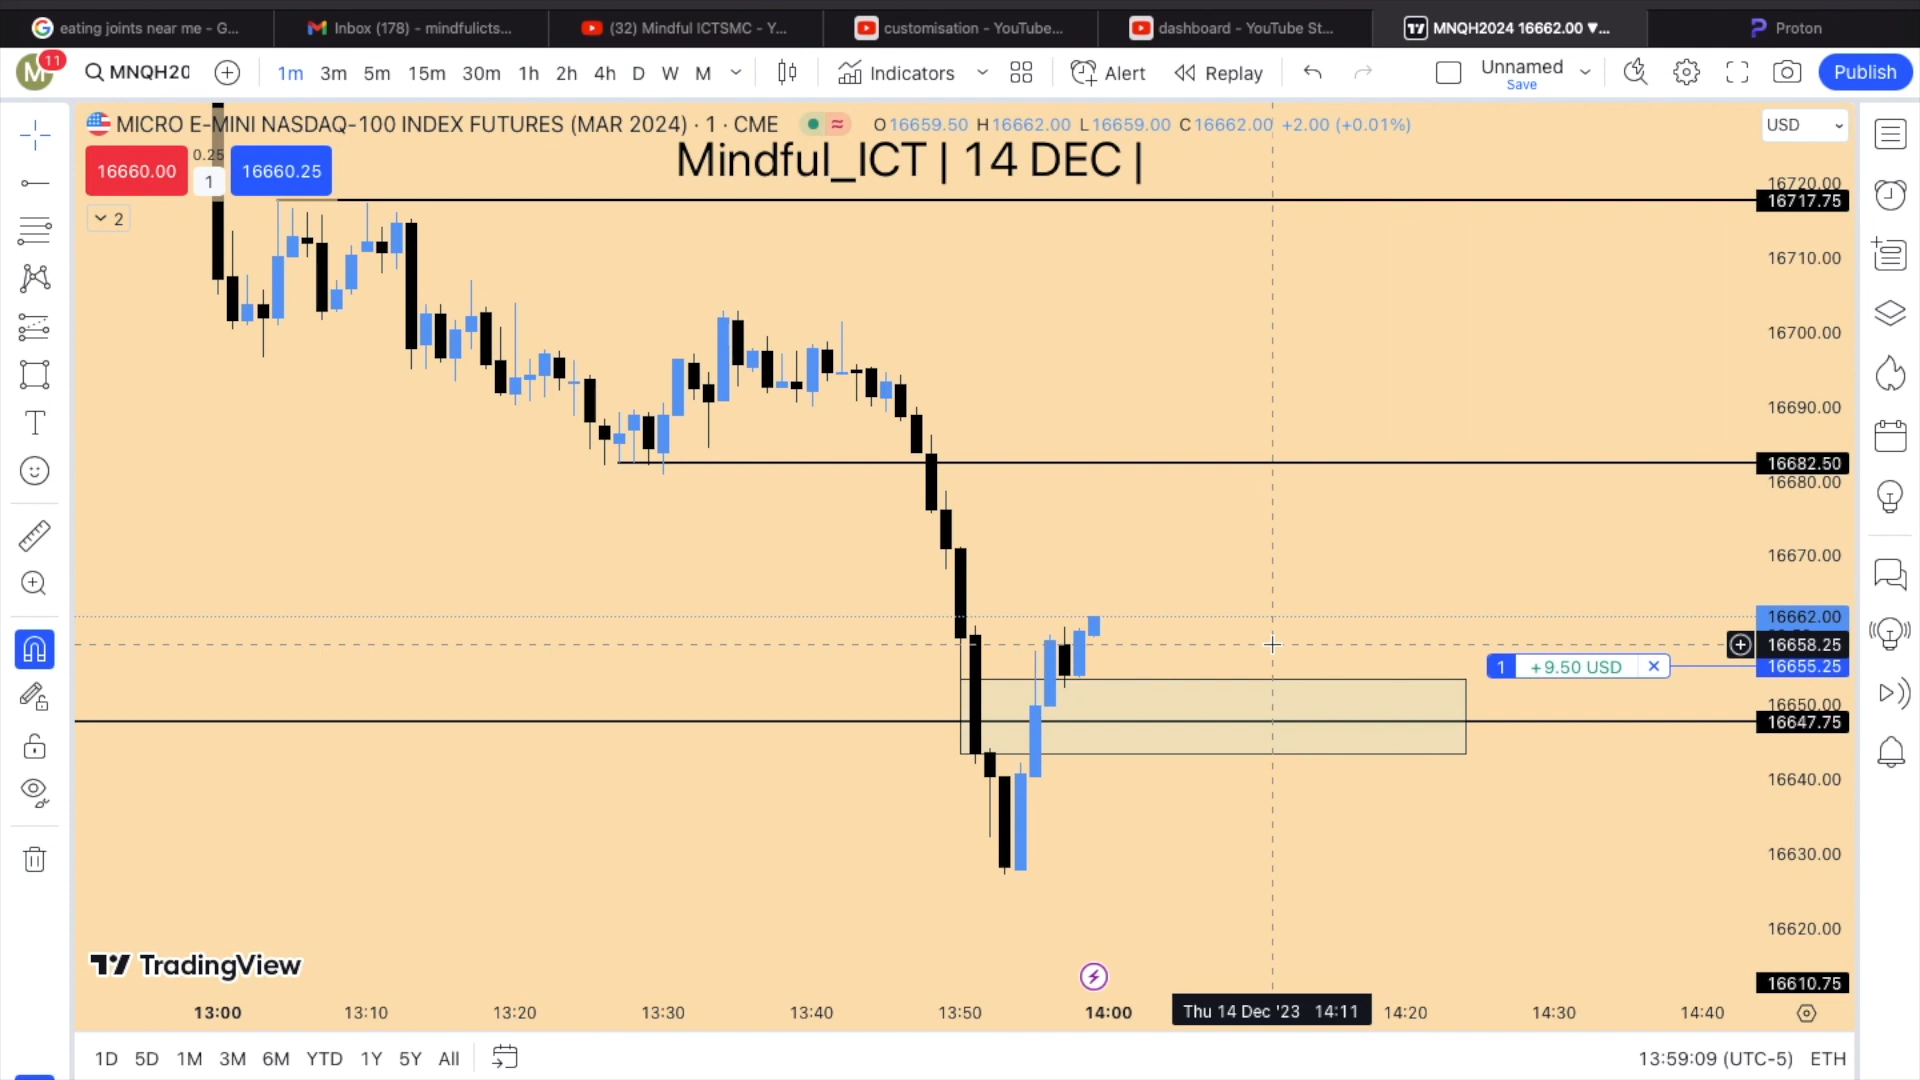 eating joints near me - G...
Inbox (178) - mindfulicts...
(32) Mindful ICTSMC - Y...
customisation - YouTube...
dashboard - YouTube St...
MNQH2024 16662.00 ▼...
Proton
M 11
MNQH20
1m 3m 5m 15m 30m 1h 2h 4h D W M
Indicators
Alert
Replay
Unnamed
Save
Publish
MICRO E-MINI NASDAQ-100 INDEX FUTURES (MAR 2024) · 1 · CME
O16659.50 H16662.00 L16659.00 C16662.00 +2.00 (+0.01%)
USD
16660.00
0.25
1
16660.25
2
Mindful_ICT | 14 DEC |
16720.00
16717.75
16710.00
16700.00
16690.00
16682.50
16680.00
16670.00
16662.00
16658.25
1 +9.50 USD
16655.25
16650.00
16647.75
16640.00
16630.00
16620.00
16610.75
TradingView
13:00 13:10 13:20 13:30 13:40 13:50 14:00 Thu 14 Dec '23 14:11 14:20 14:30 14:40
1D 5D 1M 3M 6M YTD 1Y 5Y All
13:59:09 (UTC-5) ETH